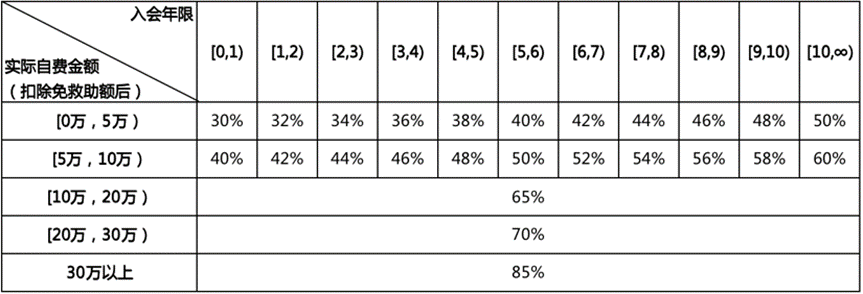 入会年限
实际自费金额
（扣除免救助额后）
[0,1) [1,2) [2,3) [3,4) [4,5) [5,6) [6,7) [7,8) [8,9) [9,10) [10,∞)
[0万，5万） 30% 32% 34% 36% 38% 40% 42% 44% 46% 48% 50%
[5万，10万） 40% 42% 44% 46% 48% 50% 52% 54% 56% 58% 60%
[10万，20万） 65%
[20万，30万） 70%
30万以上 85%